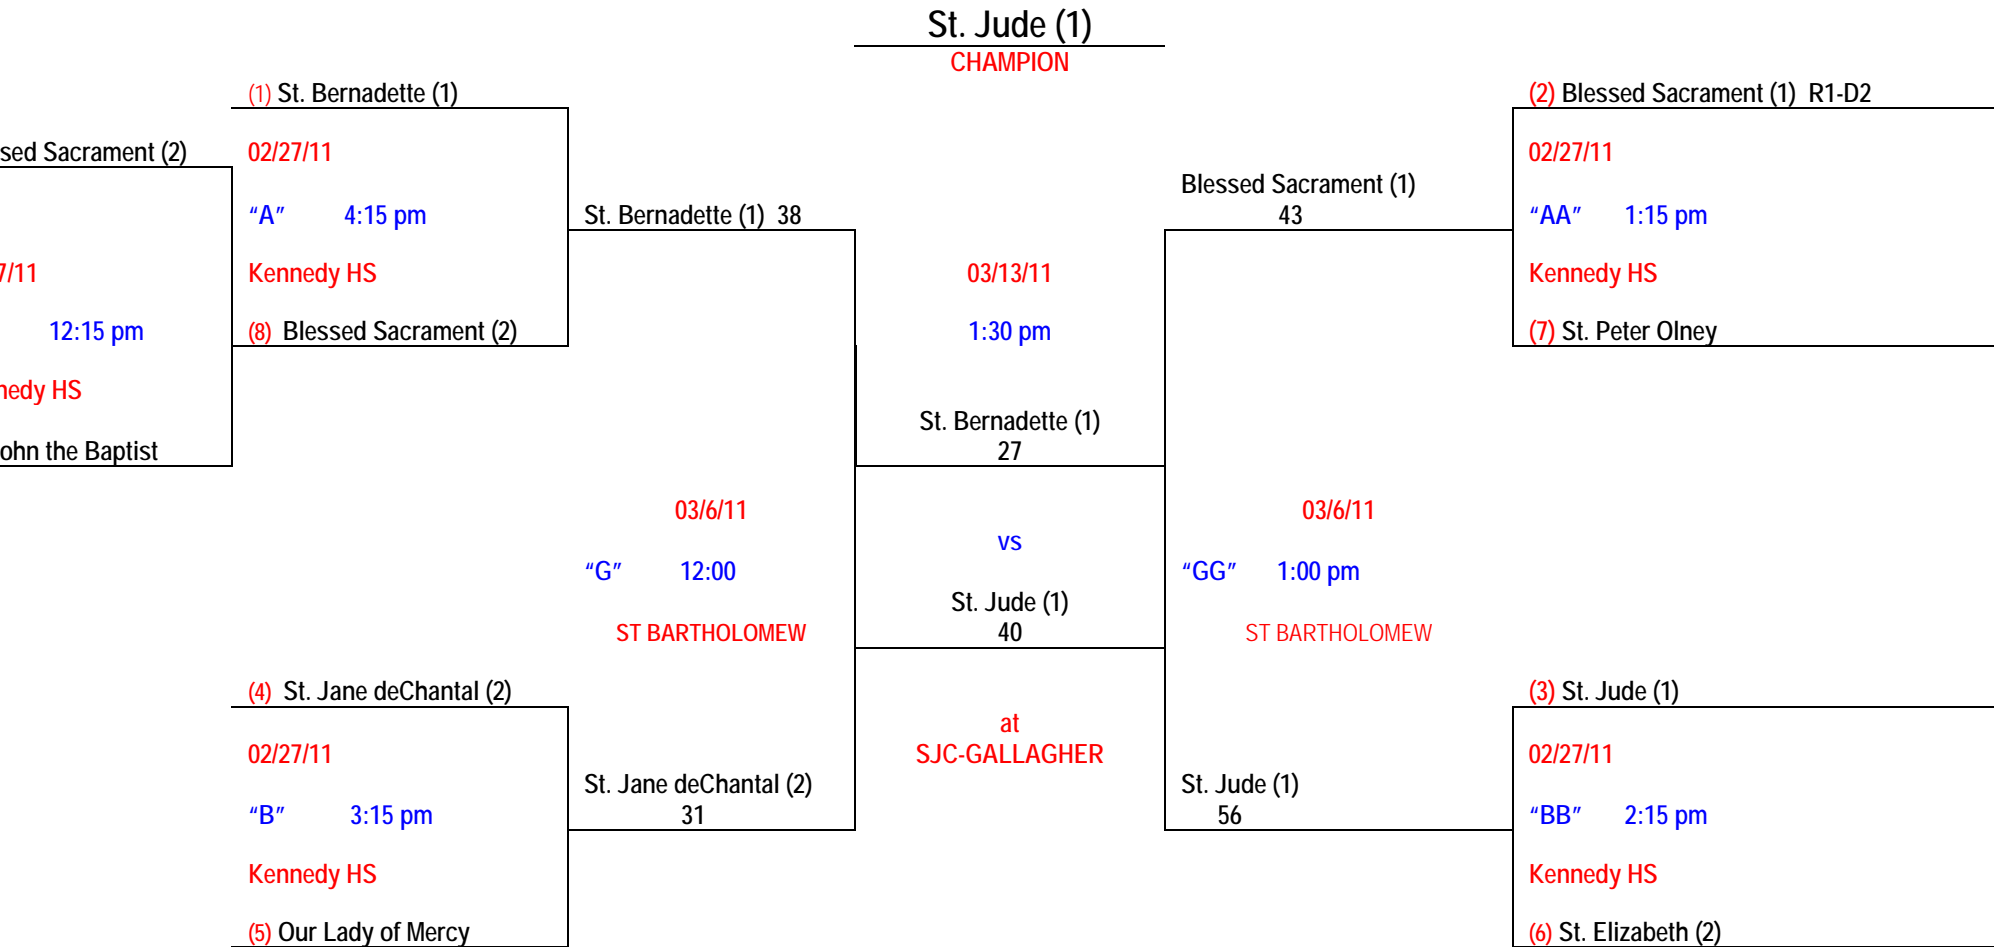 St. Jude (1)
CHAMPION
(1) St. Bernadette (1)
(2) Blessed Sacrament (1) R1-D2
sed Sacrament (2)
02/27/11
02/27/11
Blessed Sacrament (1)
"A" 4:15 pm
St. Bernadette (1) 38
43
"AA" 1:15 pm
7/11
Kennedy HS
03/13/11
Kennedy HS
12:15 pm
(8) Blessed Sacrament (2)
1:30 pm
(7) St. Peter Olney
nedy HS
St. Bernadette (1)
27
ohn the Baptist
03/6/11
03/6/11
vs
"G" 12:00
"GG" 1:00 pm
St. Jude (1)
40
ST BARTHOLOMEW
ST BARTHOLOMEW
(4) St. Jane deChantal (2)
(3) St. Jude (1)
at
SJC-GALLAGHER
02/27/11
02/27/11
St. Jane deChantal (2)
31
St. Jude (1)
56
"B" 3:15 pm
"BB" 2:15 pm
Kennedy HS
Kennedy HS
(5) Our Lady of Mercy
(6) St. Elizabeth (2)